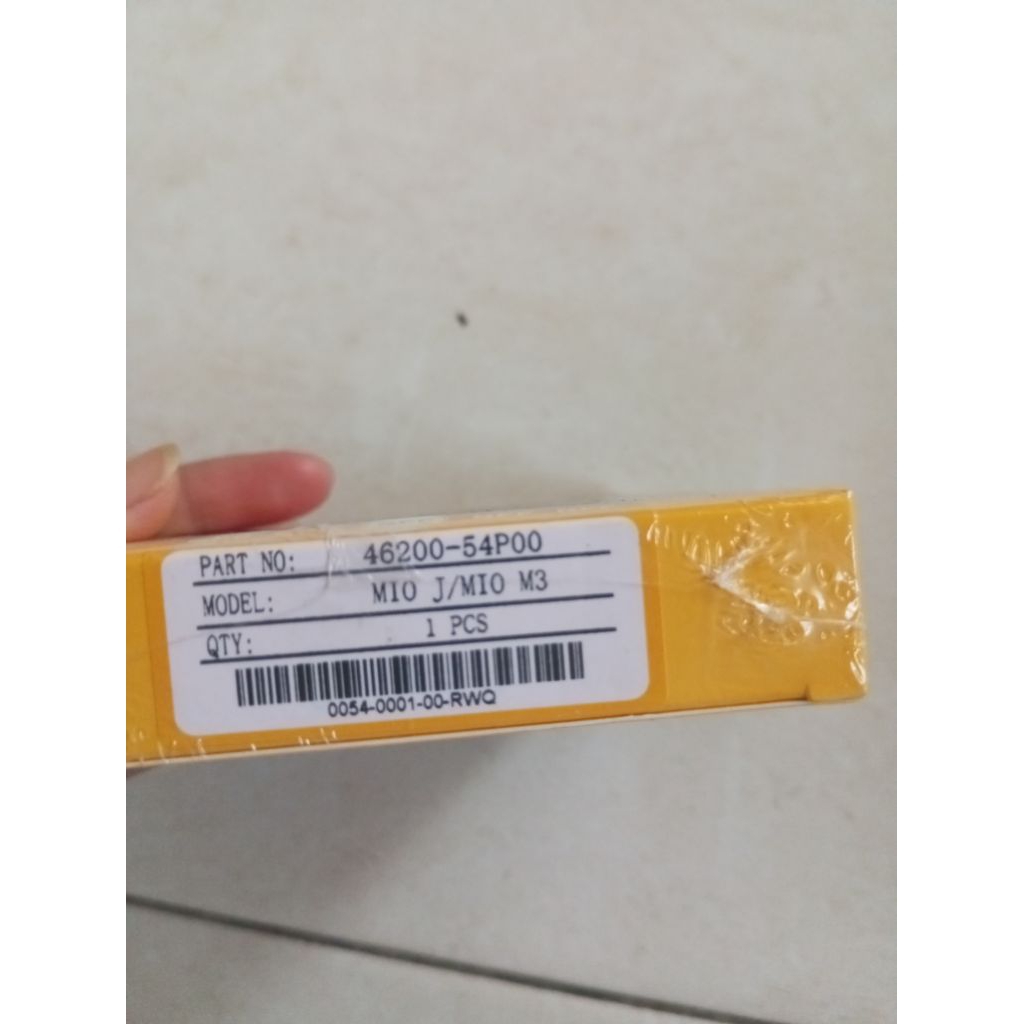 PART NO: 46200-54P00
MODEL: MIO J/MIO M3
QTY: 1 PCS
0054-0001-00-RWQ